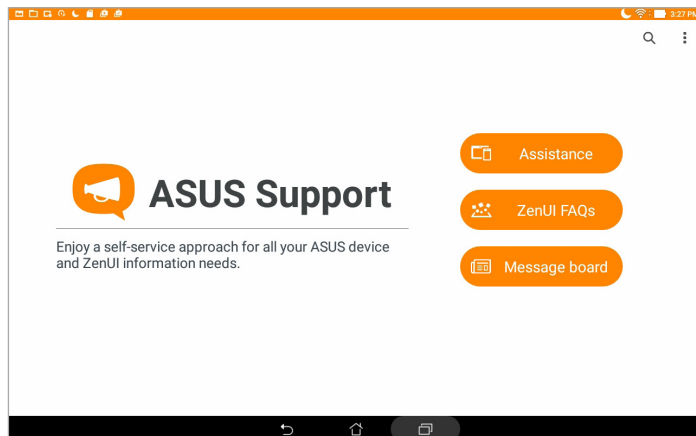 3:27 PM
ASUS Support
Enjoy a self-service approach for all your ASUS device
and ZenUI information needs.
Assistance
ZenUI FAQs
Message board